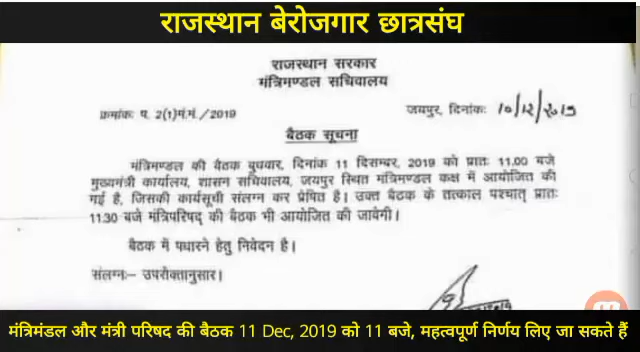 राजस्थान बेरोजगार छात्रसंघ
राजस्थान सरकार
मंत्रिमण्डल सचिवालय
क्रमांक प. 2(1)मं.मं./2019
जयपुर, दिनांकः 10/12/2019
बैठक सूचना
मंत्रिमण्डल की बैठक बुधवार, दिनांक 11 दिसम्बर, 2019 को प्रातः 11.00 बजे
मुख्यमंत्री कार्यालय, शासन सचिवालय, जयपुर स्थित मंत्रिमण्डल कक्ष में आयोजित की
गई है, जिसकी कार्यसूची संलग्न कर प्रेषित है। उक्त बैठक के तत्काल पश्चात् प्रातः
11.30 बजे मंत्रिपरिषद् की बैठक भी आयोजित की जावेगी।
बैठक में पधारने हेतु निवेदन है।
संलग्नः– उपरोक्तानुसार।
मंत्रिमंडल और मंत्री परिषद की बैठक 11 Dec, 2019 को 11 बजे, महत्वपूर्ण निर्णय लिए जा सकते हैं